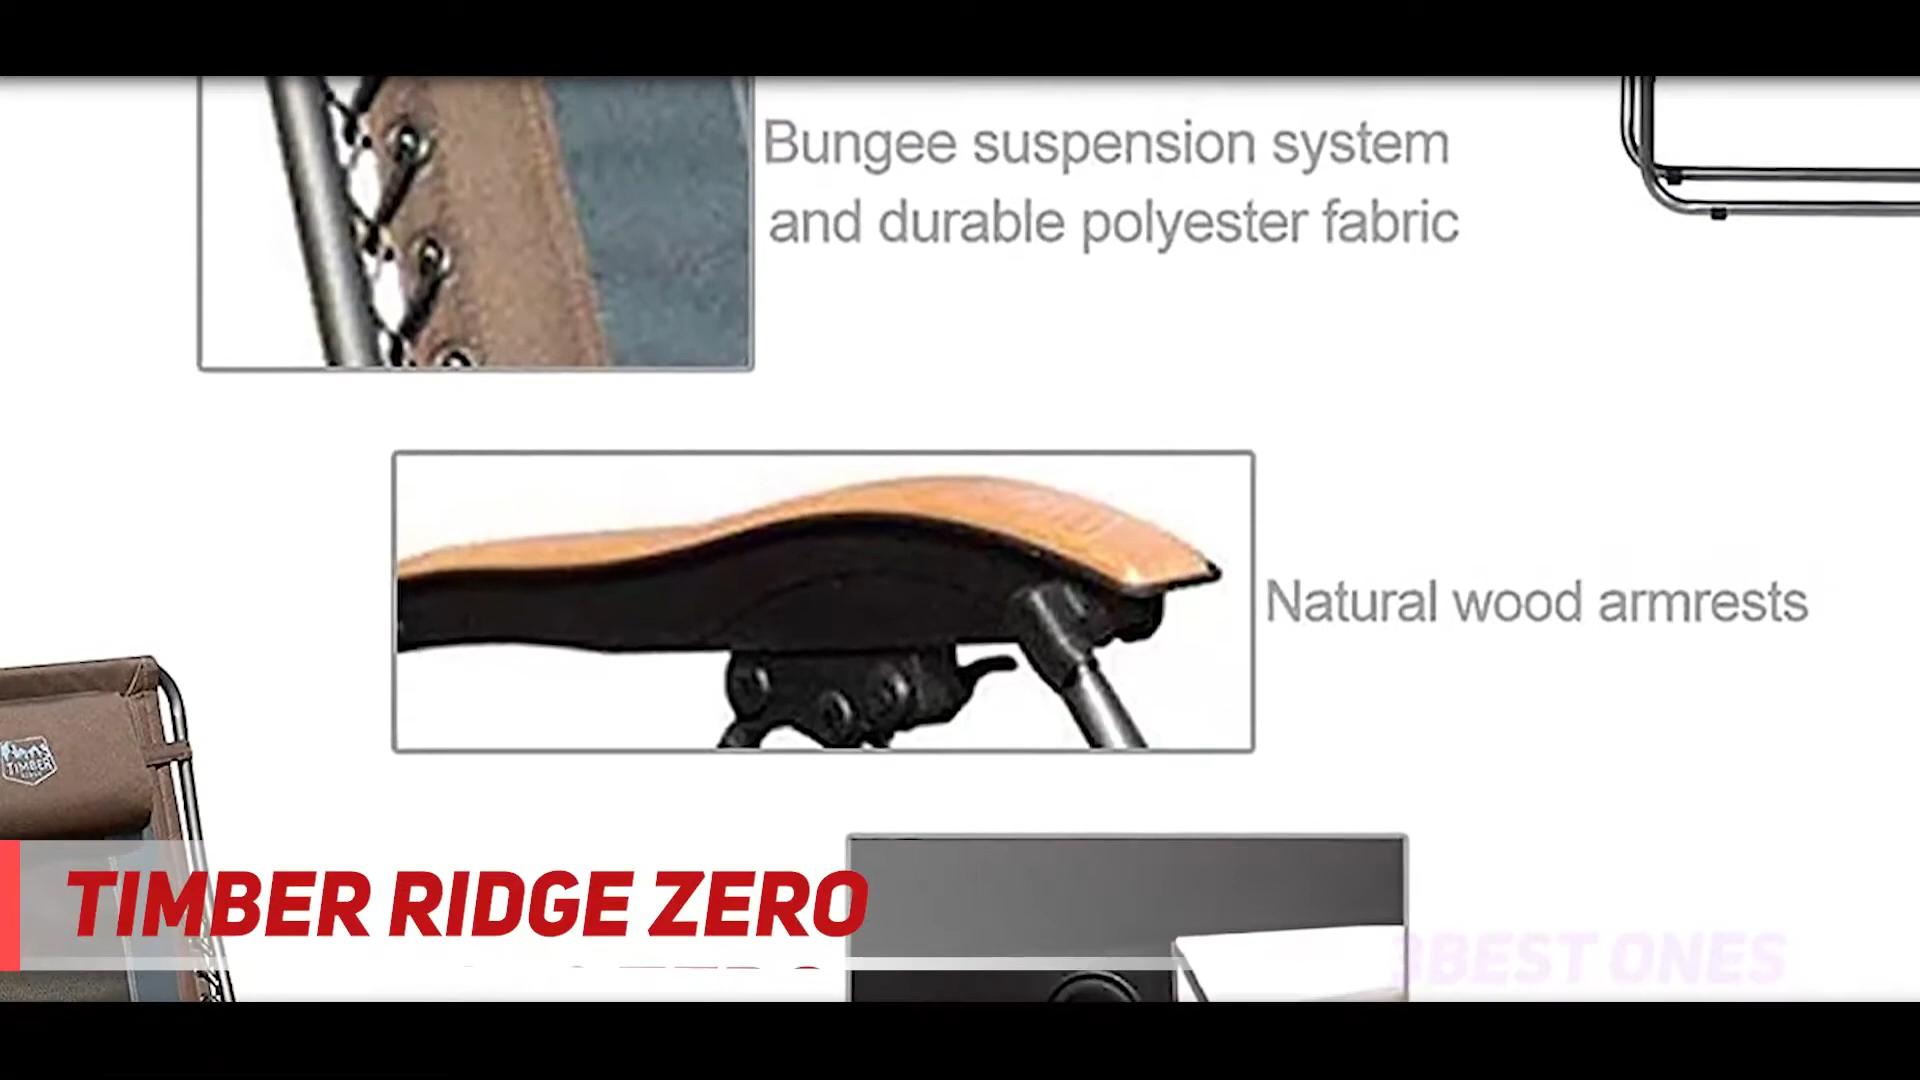 Bungee suspension system
and durable polyester fabric
Natural wood armrests
TIMBER
TIMBER RIDGE ZERO
3BEST ONES